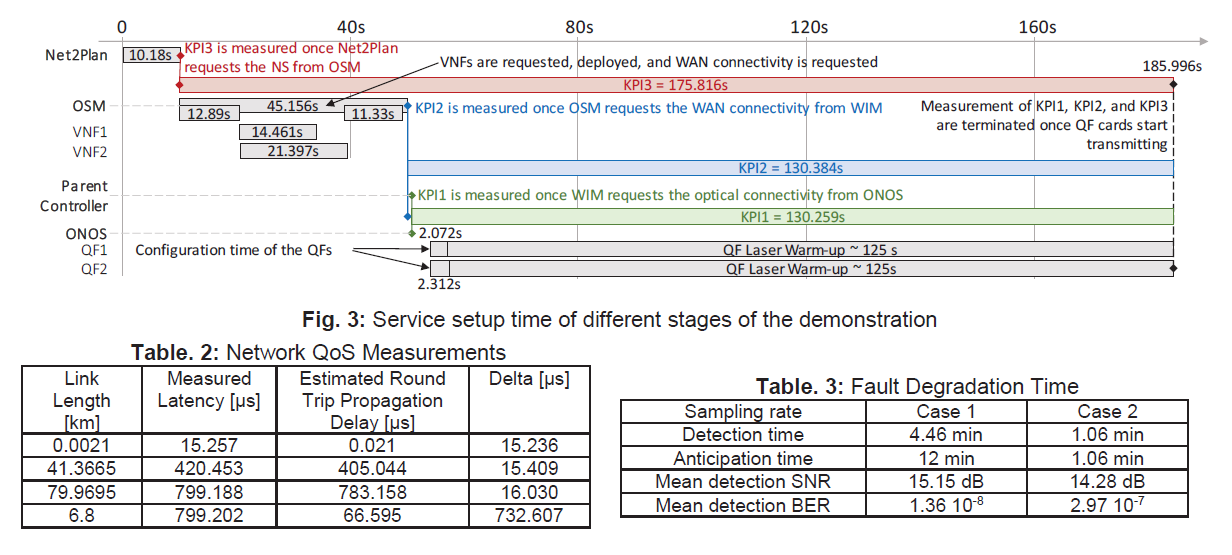 0 40s 80s 120s 160s
Net2Plan 10.18s KPI3 is measured once Net2Plan
requests the NS from OSM
VNFs are requested, deployed, and WAN connectivity is requested
185.996s
KPI3 = 175.816s
OSM 45.156s
12.89s 11.33s
KPI2 is measured once OSM requests the WAN connectivity from WIM
Measurement of KPI1, KPI2, and KPI3
are terminated once QF cards start
transmitting
VNF1 14.461s
VNF2 21.397s
KPI2 = 130.384s
Parent
Controller
KPI1 is measured once WIM requests the optical connectivity from ONOS
KPI1 = 130.259s
ONOS 2.072s
QF1 Configuration time of the QFs QF Laser Warm-up ~ 125 s
QF2 QF Laser Warm-up ~ 125s
2.312s
Fig. 3: Service setup time of different stages of the demonstration
Table. 2: Network QoS Measurements
Link Length [km] Measured Latency [µs] Estimated Round Trip Propagation Delay [µs] Delta [µs]
0.0021 15.257 0.021 15.236
41.3665 420.453 405.044 15.409
79.9695 799.188 783.158 16.030
6.8 799.202 66.595 732.607
Table. 3: Fault Degradation Time
Sampling rate Case 1 Case 2
Detection time 4.46 min 1.06 min
Anticipation time 12 min 1.06 min
Mean detection SNR 15.15 dB 14.28 dB
Mean detection BER 1.36 10-8 2.97 10-7